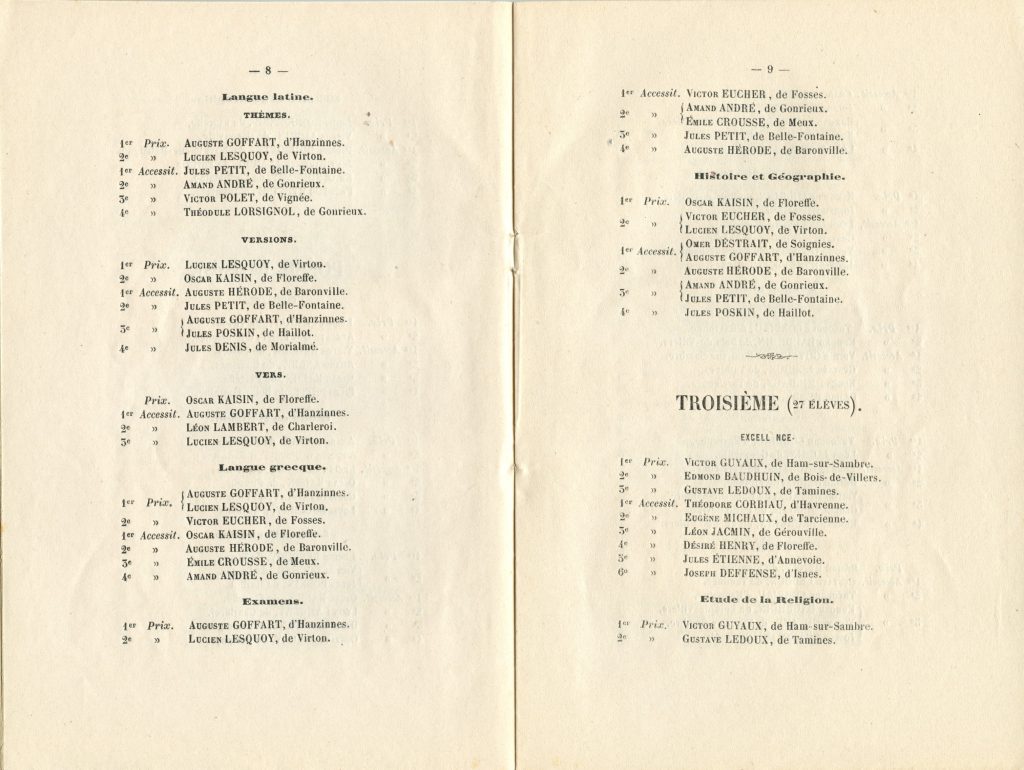 — 8 —
Langue latine.
THÈMES.
1er Prix. AUGUSTE GOFFART, d'Hanzinnes.
2e » LUCIEN LESQUOY, de Virton.
1er Accessit. JULES PETIT, de Belle-Fontaine.
2e » AMAND ANDRÉ, de Gonrieux.
3e » VICTOR POLET, de Vignée.
4e » THÉODULE LORSIGNOL, de Gonrieux.
VERSIONS.
1er Prix. LUCIEN LESQUOY, de Virton.
2e » OSCAR KAISIN, de Floreffe.
1er Accessit. AUGUSTE HÉRODE, de Baronville.
2e » JULES PETIT, de Belle-Fontaine.
3e » { AUGUSTE GOFFART, d'Hanzinnes.
JULES POSKIN, de Haillot.
4e » JULES DENIS, de Morialmé.
VERS.
Prix. OSCAR KAISIN, de Floreffe.
1er Accessit. AUGUSTE GOFFART, d'Hanzinnes.
2e » LÉON LAMBERT, de Charleroi.
3e » LUCIEN LESQUOY, de Virton.
Langue grecque.
1er Prix. { AUGUSTE GOFFART, d'Hanzinnes.
LUCIEN LESQUOY, de Virton.
2e » VICTOR EUCHER, de Fosses.
1er Accessit. OSCAR KAISIN, de Floreffe.
2e » AUGUSTE HÉRODE, de Baronville.
3e » ÉMILE CROUSSE, de Meux.
4e » AMAND ANDRÉ, de Gonrieux.
Examens.
1er Prix. AUGUSTE GOFFART, d'Hanzinnes.
2e » LUCIEN LESQUOY, de Virton.
— 9 —
1er Accessit. VICTOR EUCHER, de Fosses.
2e » { AMAND ANDRÉ, de Gonrieux.
ÉMILE CROUSSE, de Meux.
3e » JULES PETIT, de Belle-Fontaine.
4e » AUGUSTE HÉRODE, de Baronville.
Histoire et Géographie.
1er Prix. OSCAR KAISIN, de Floreffe.
2e » { VICTOR EUCHER, de Fosses.
LUCIEN LESQUOY, de Virton.
1er Accessit. { OMER DÉSTRAIT, de Soignies.
AUGUSTE GOFFART, d'Hanzinnes.
2e » AUGUSTE HÉRODE, de Baronville.
3e » { AMAND ANDRÉ, de Gonrieux.
JULES PETIT, de Belle-Fontaine.
4e » JULES POSKIN, de Haillot.
TROISIÈME (27 ÉLÈVES).
EXCELL NCE.
1er Prix. VICTOR GUYAUX, de Ham-sur-Sambre.
2e » EDMOND BAUDHUIN, de Bois-de-Villers.
3e » GUSTAVE LEDOUX, de Tamines.
1er Accessit. THÉODORE CORBIAU, d'Havrenne.
2e » EUGÈNE MICHAUX, de Tarcienne.
3e » LÉON JACMIN, de Gérouville.
4e » DÉSIRÉ HENRY, de Floreffe.
5e » JULES ÉTIENNE, d'Annevoie.
6e » JOSEPH DEFFENSE, d'Isnes.
Etude de la Religion.
1er Prix. VICTOR GUYAUX, de Ham-sur-Sambre.
2e » GUSTAVE LEDOUX, de Tamines.